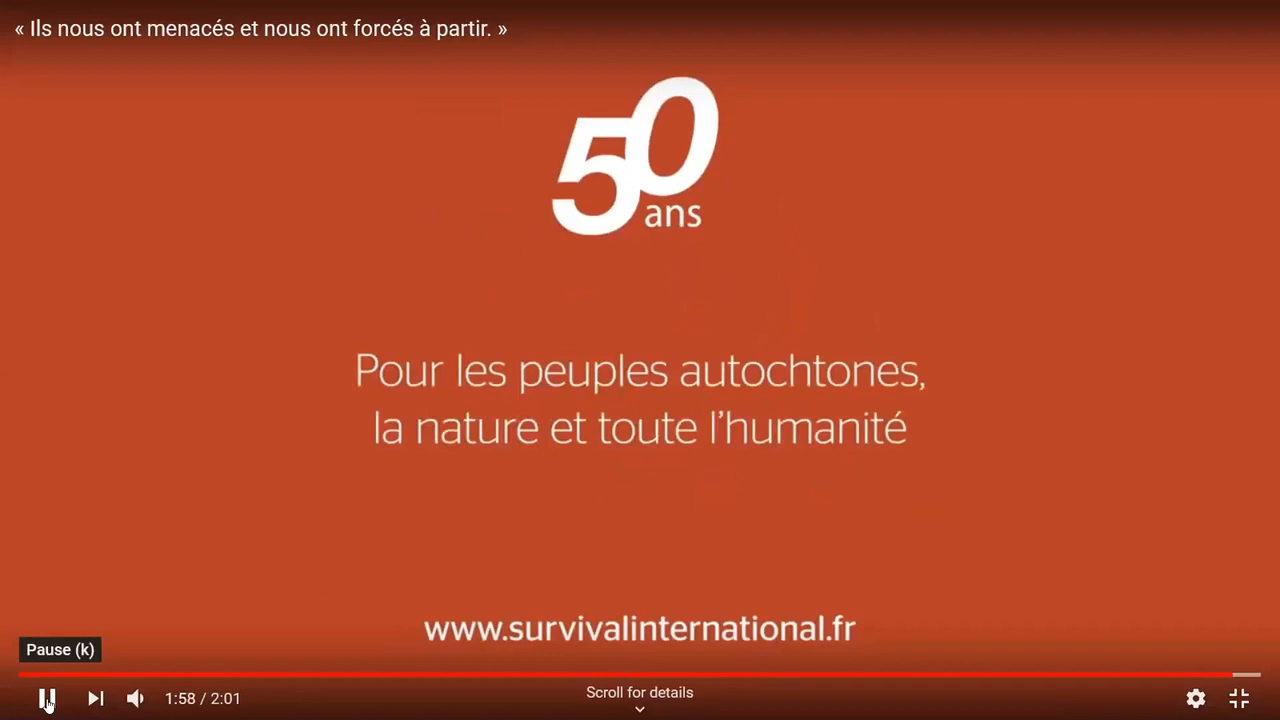 « Ils nous ont menacés et nous ont forcés à partir. »
50
ans
Pour les peuples autochtones,
la nature et toute l'humanité
www.survivalinternational.fr
Pause (k)
1:58 / 2:01
Scroll for details